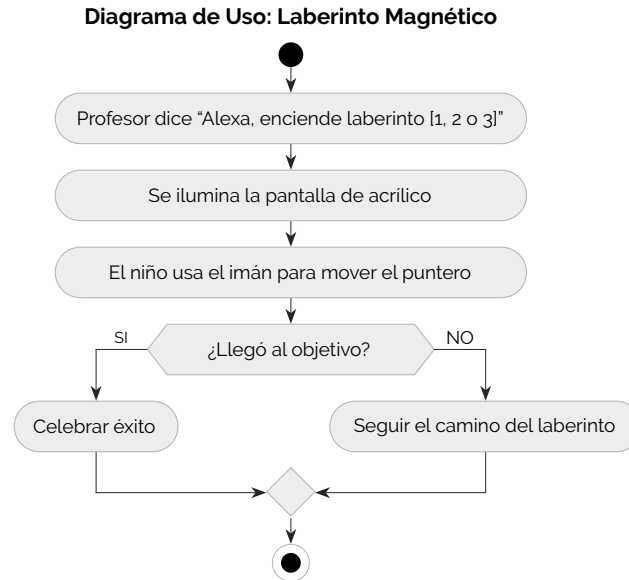 Diagrama de Uso: Laberinto Magnético
Profesor dice “Alexa, enciende laberinto [1, 2 o 3]”
Se ilumina la pantalla de acrílico
El niño usa el imán para mover el puntero
SI
¿Llegó al objetivo?
NO
Celebrar éxito
Seguir el camino del laberinto